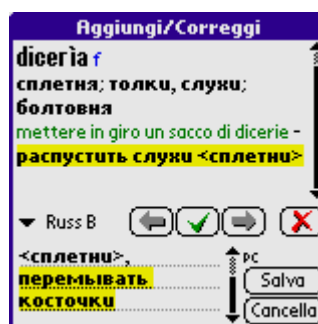 Aggiungi/Correggi
dicerìa f
сплетня; толки, слухи;
болтовня
mettere in giro un sacco di dicerie -
распустить слухи <сплетни>
Russ B
<сплетни>,
перемывать
косточки
PC
Salva
Cancella